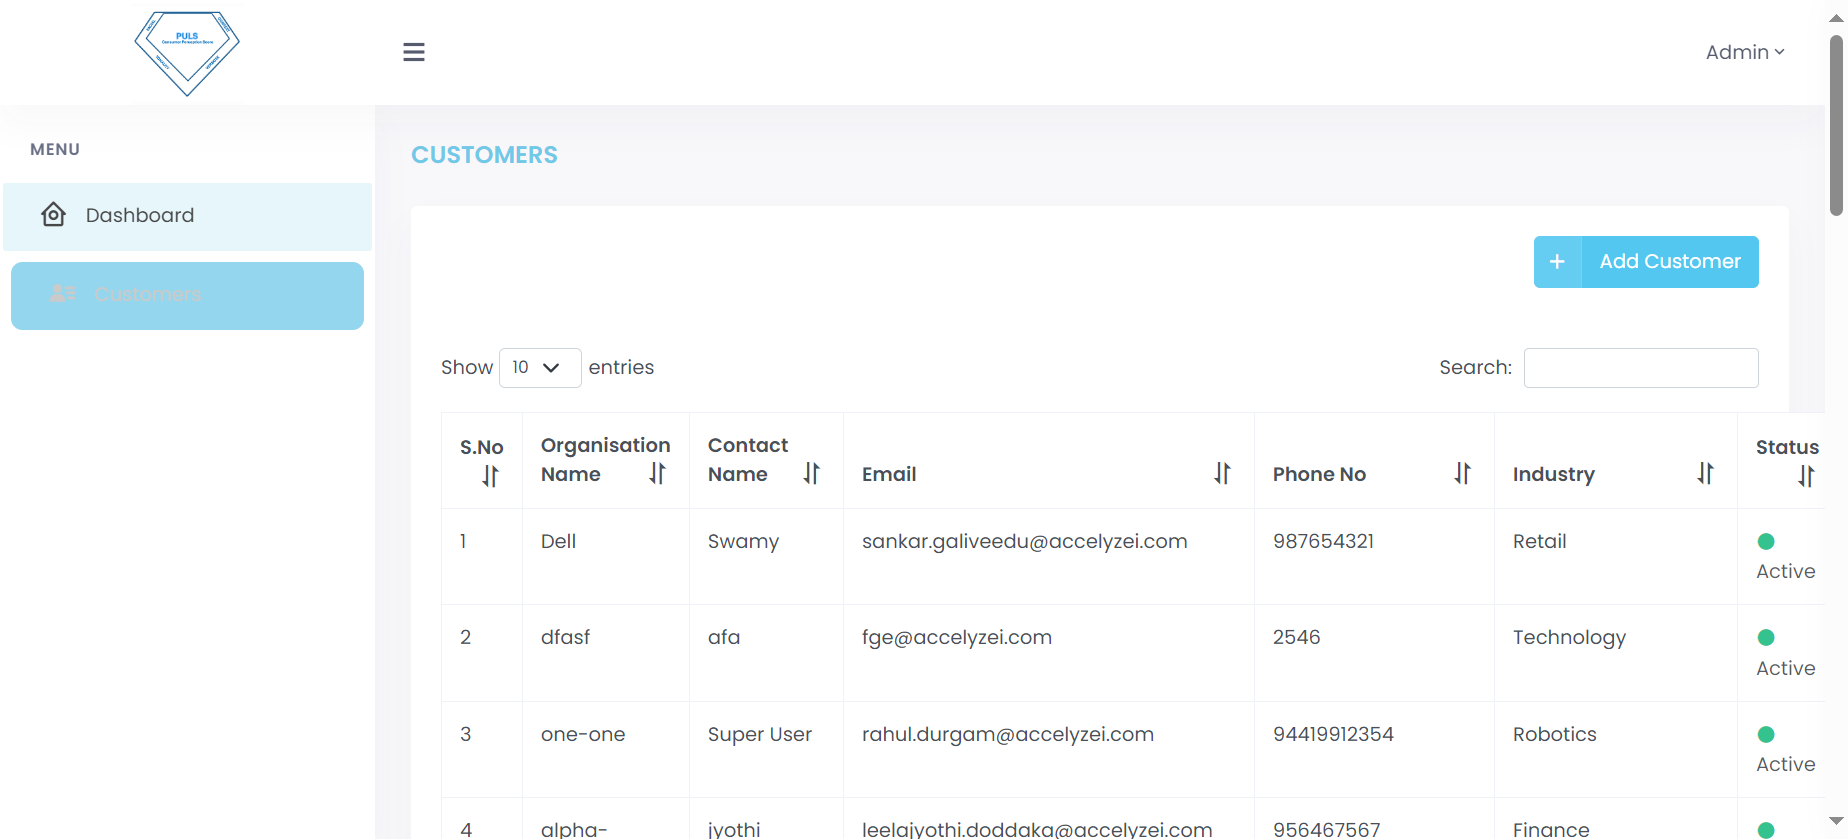 PULS
Consumer Perception Score
Admin
MENU
CUSTOMERS
Dashboard
+ Add Customer
Customers
Show 10 entries
Search:
S.No Organisation Name Contact Name Email Phone No Industry Status
1 Dell Swamy sankar.galiveedu@accelyzei.com 987654321 Retail Active
2 dfasf afa fge@accelyzei.com 2546 Technology Active
3 one-one Super User rahul.durgam@accelyzei.com 94419912354 Robotics Active
4 alpha- jyothi leelajyothi.doddaka@accelyzei.com 956467567 Finance